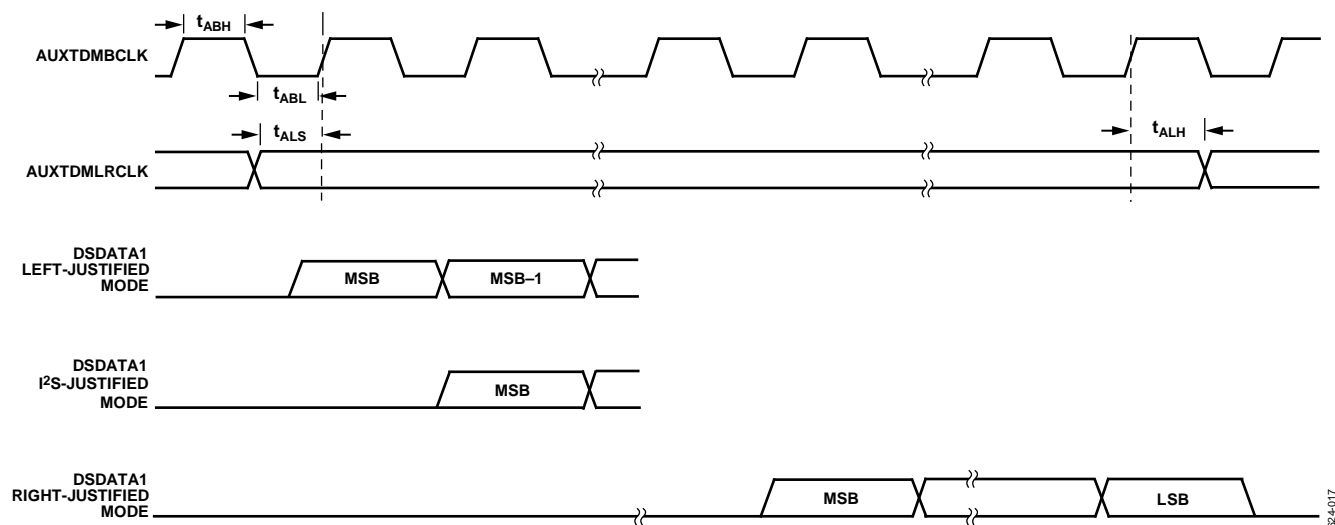 tABH
AUXTDMBCLK
tABL
tALS
tALH
AUXTDMLRCLK
DSDATA1
LEFT-JUSTIFIED
MODE
MSB
MSB–1
DSDATA1
I2S-JUSTIFIED
MODE
MSB
DSDATA1
RIGHT-JUSTIFIED
MODE
MSB
LSB